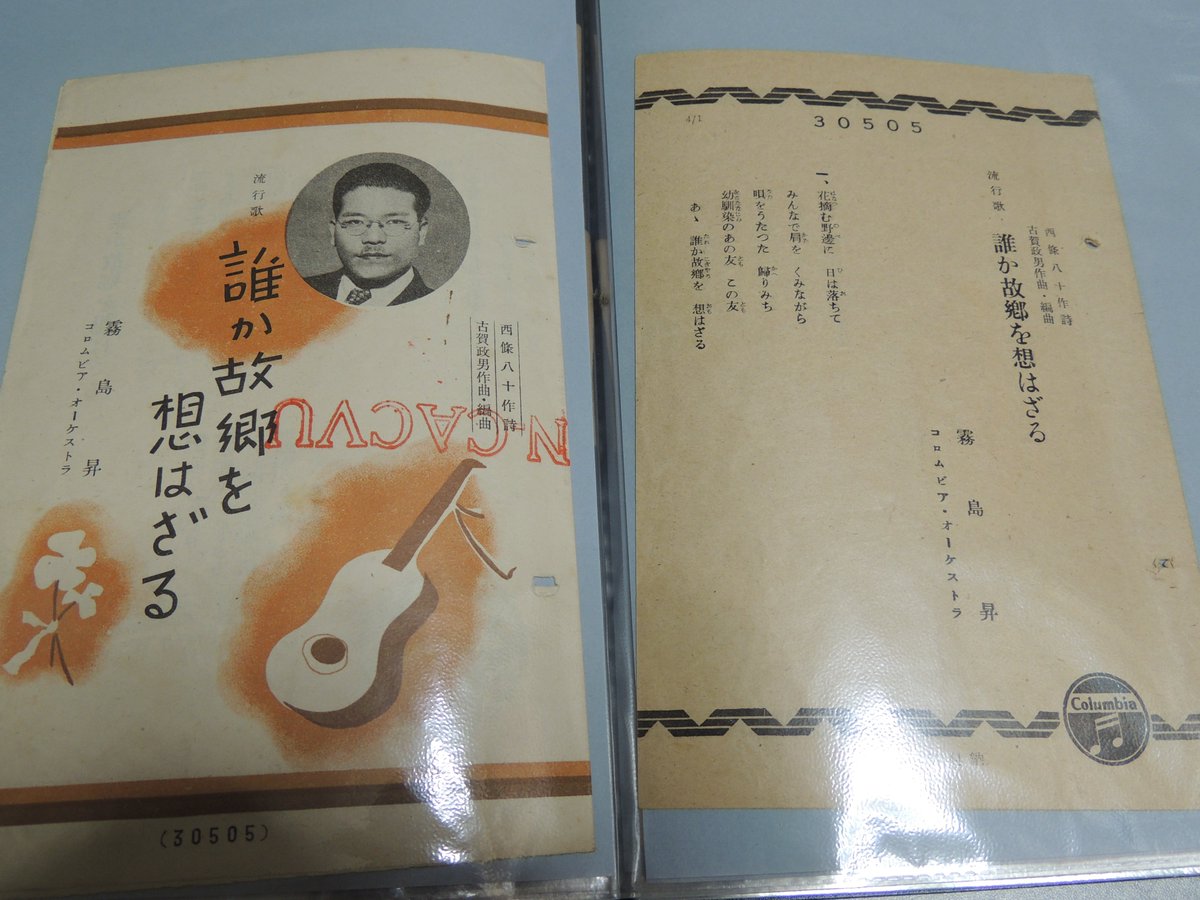 流行歌
誰か故郷を
想はざる
西條八十作詩
古賀政男作曲・編曲
霧島昇
コロムビア・オーケストラ
NCACVU
(30505)
4/1
30505
流行歌
西條八十作詩
古賀政男作曲・編曲
誰か故郷を想はざる
霧島昇
コロムビア・オーケストラ
一、花摘む野邊に 日は落ちて
みんなで肩を くみながら
唄をうたつた 歸りみち
幼馴染のあの友 この友
あゝ 誰か故郷を 想はざる
Columbia